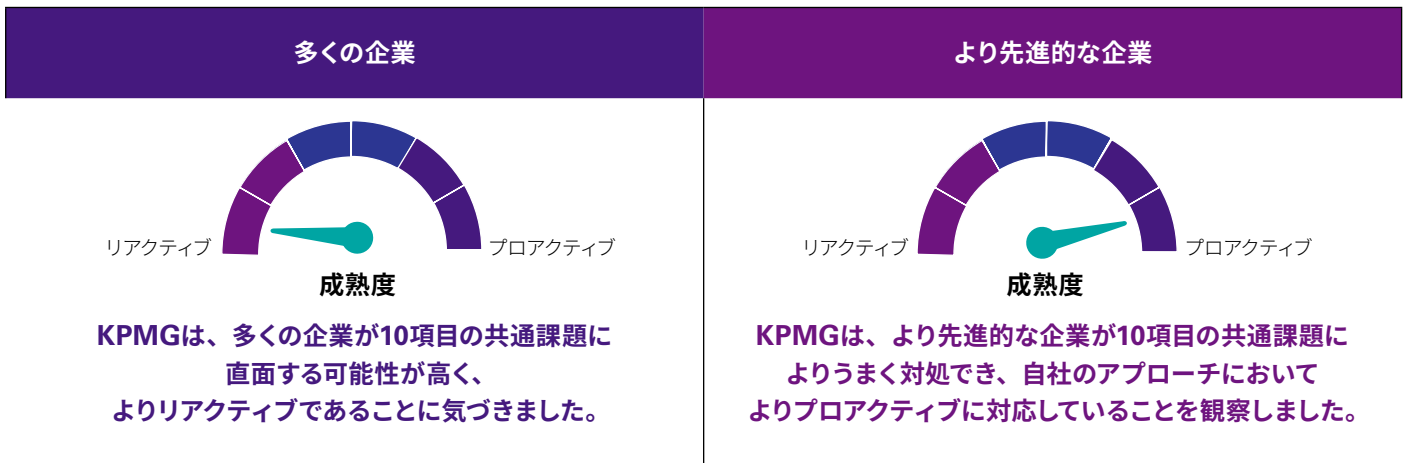 多くの企業
より先進的な企業
リアクティブ
プロアクティブ
成熟度
KPMGは、多くの企業が10項目の共通課題に
直面する可能性が高く、
よりリアクティブであることに気づきました。
リアクティブ
プロアクティブ
成熟度
KPMGは、より先進的な企業が10項目の共通課題に
よりうまく対処でき、自社のアプローチにおいて
よりプロアクティブに対応していることを観察しました。